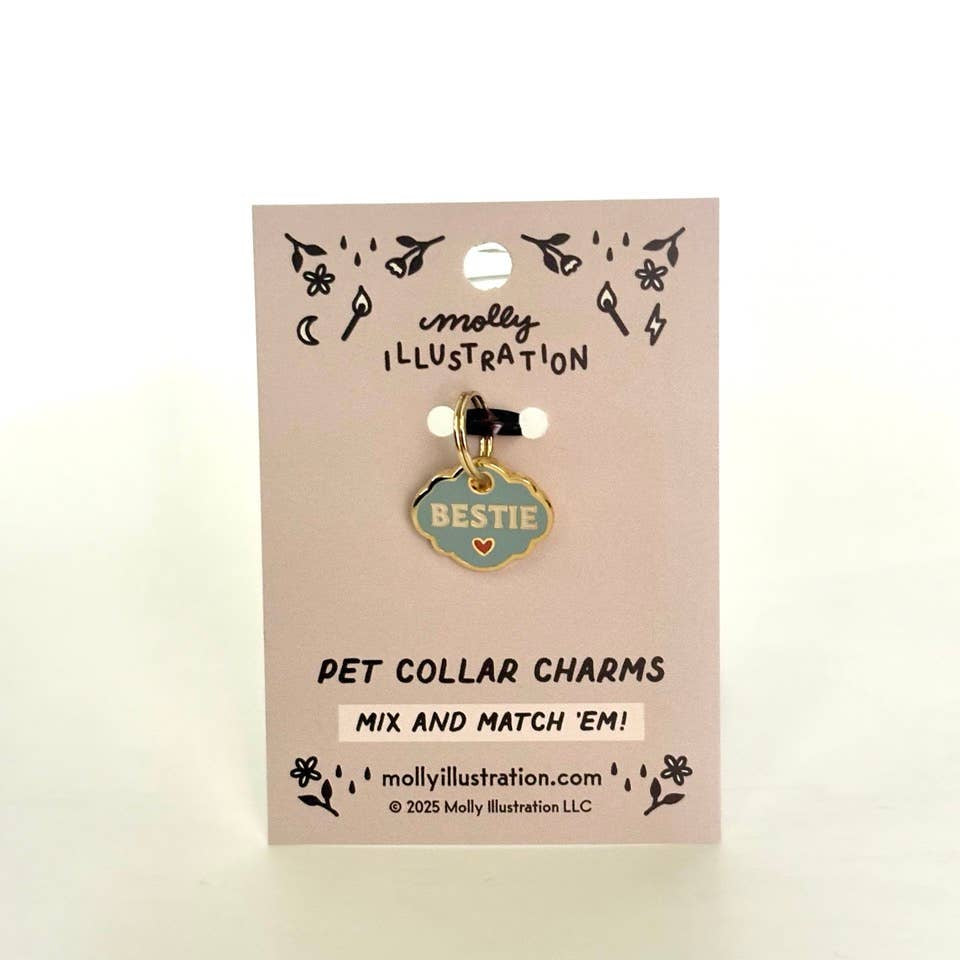 molly
ILLUSTRATION
BESTIE
PET COLLAR CHARMS
MIX AND MATCH 'EM!
mollyillustration.com
© 2025 Molly Illustration LLC